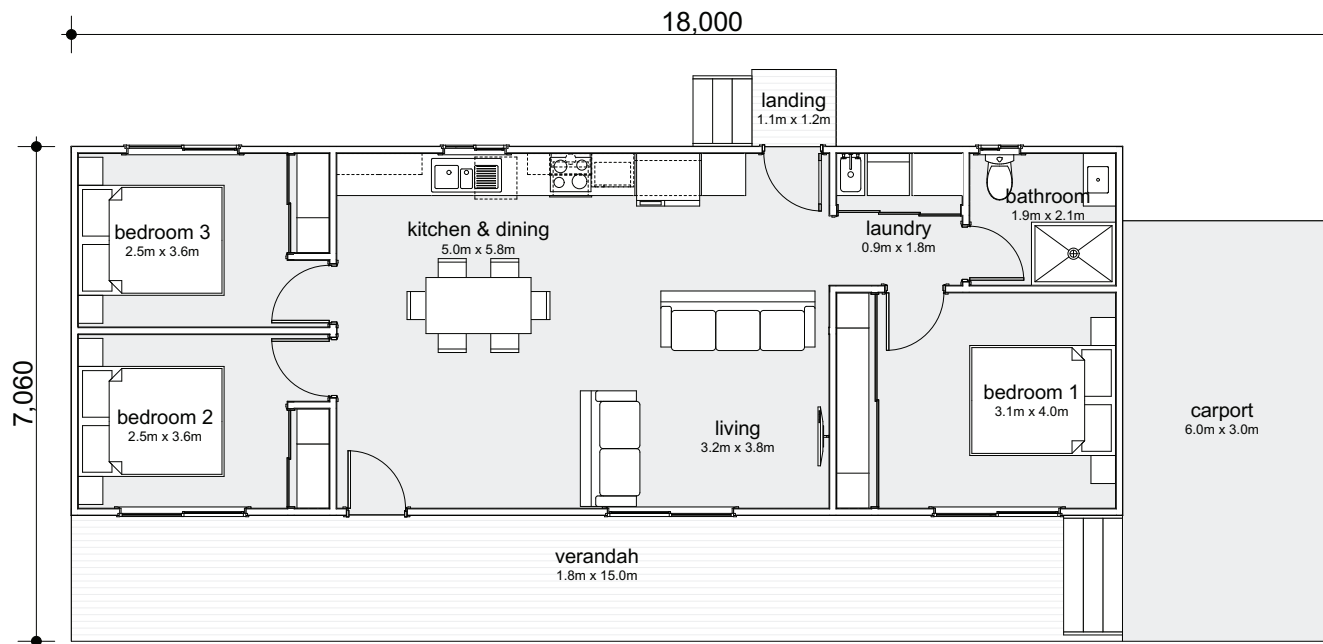 18,000
landing
1.1m x 1.2m
bedroom 3
2.5m x 3.6m
kitchen & dining
5.0m x 5.8m
laundry
0.9m x 1.8m
bathroom
1.9m x 2.1m
7,060
bedroom 2
2.5m x 3.6m
living
3.2m x 3.8m
bedroom 1
3.1m x 4.0m
carport
6.0m x 3.0m
verandah
1.8m x 15.0m